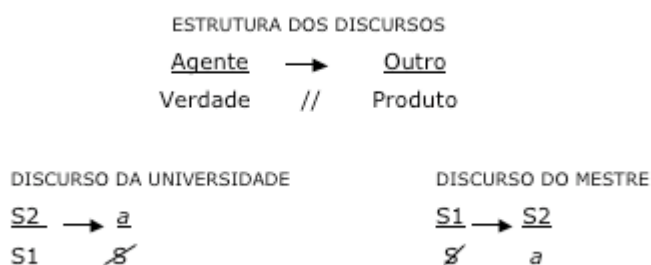 ESTRUTURA DOS DISCURSOS
Agente → Outro
Verdade // Produto
DISCURSO DA UNIVERSIDADE DISCURSO DO MESTRE
S2 → a S1 → S2
S1 $ $ a